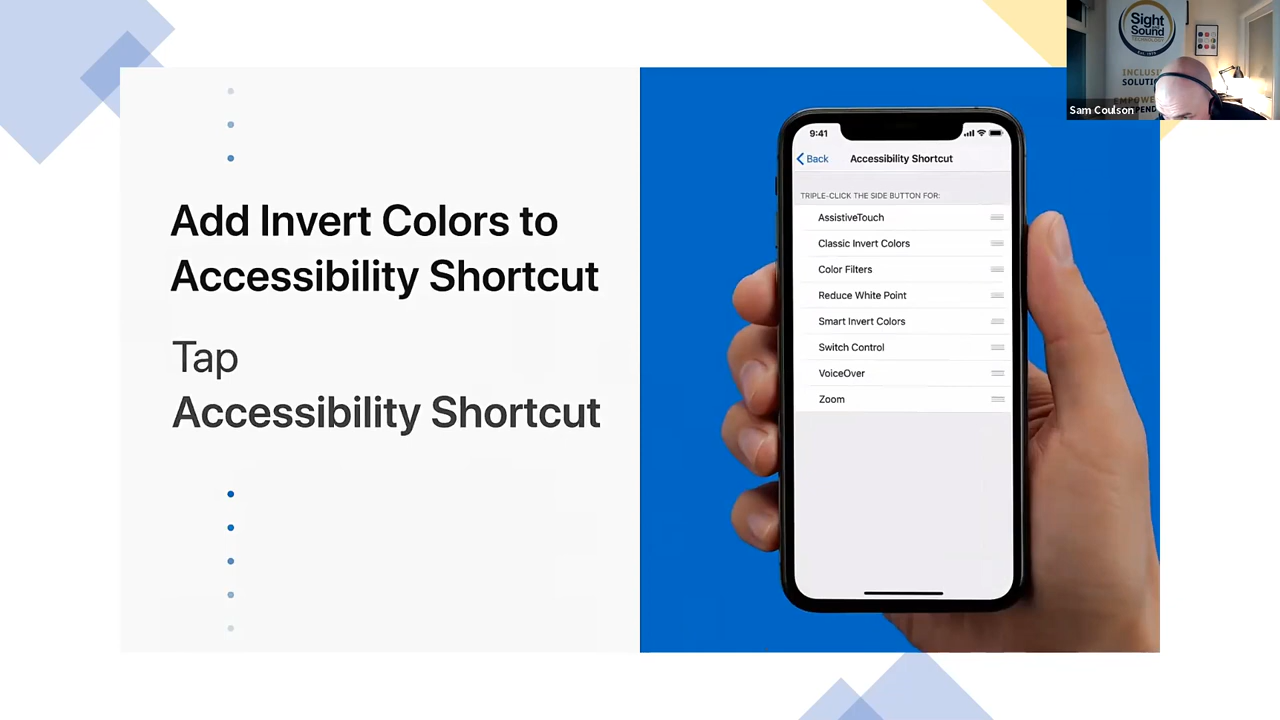 Add Invert Colors to
Accessibility Shortcut
Tap
Accessibility Shortcut
9:41
Back
Accessibility Shortcut
TRIPLE-CLICK THE SIDE BUTTON FOR:
AssistiveTouch
Classic Invert Colors
Color Filters
Reduce White Point
Smart Invert Colors
Switch Control
VoiceOver
Zoom
Sight
Sound
Sam Coulson